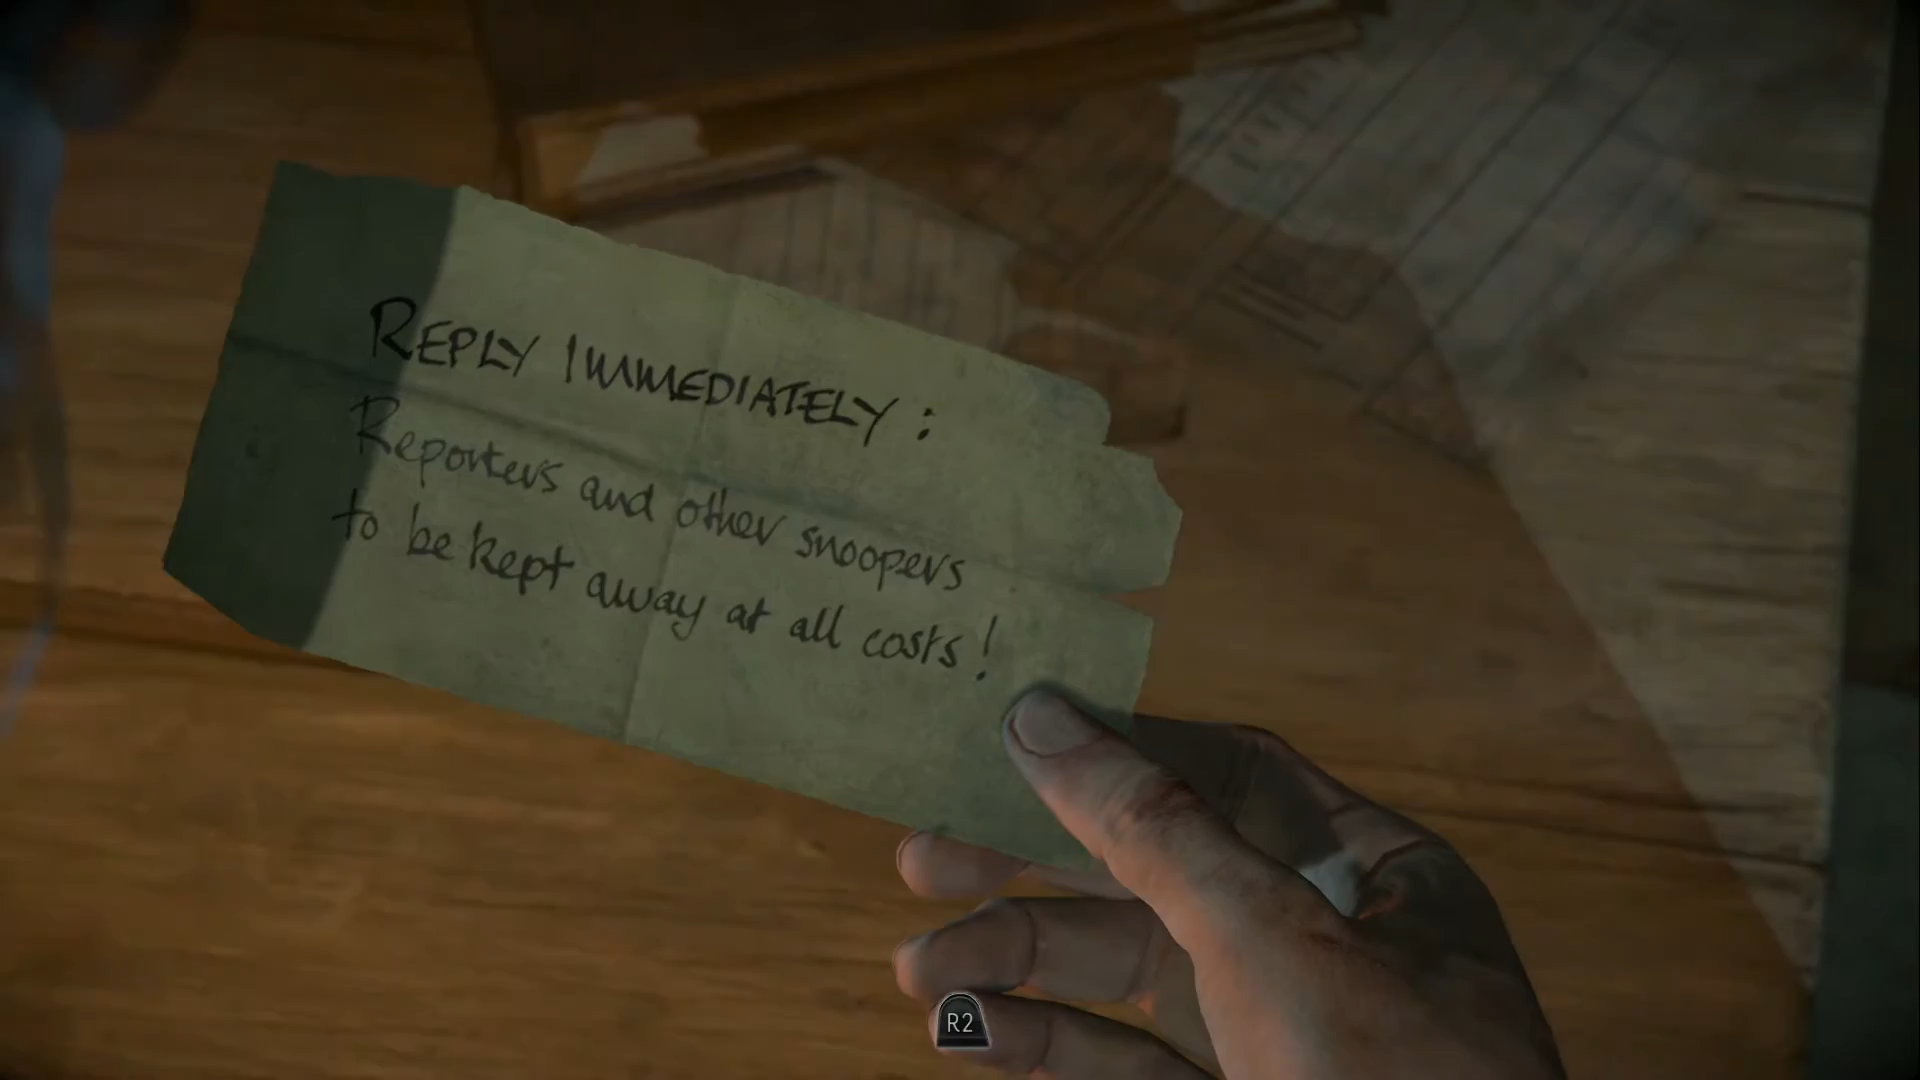 REPLY IMMEDIATELY:
Reporters and other snoopers
to be kept away at all costs!
R2